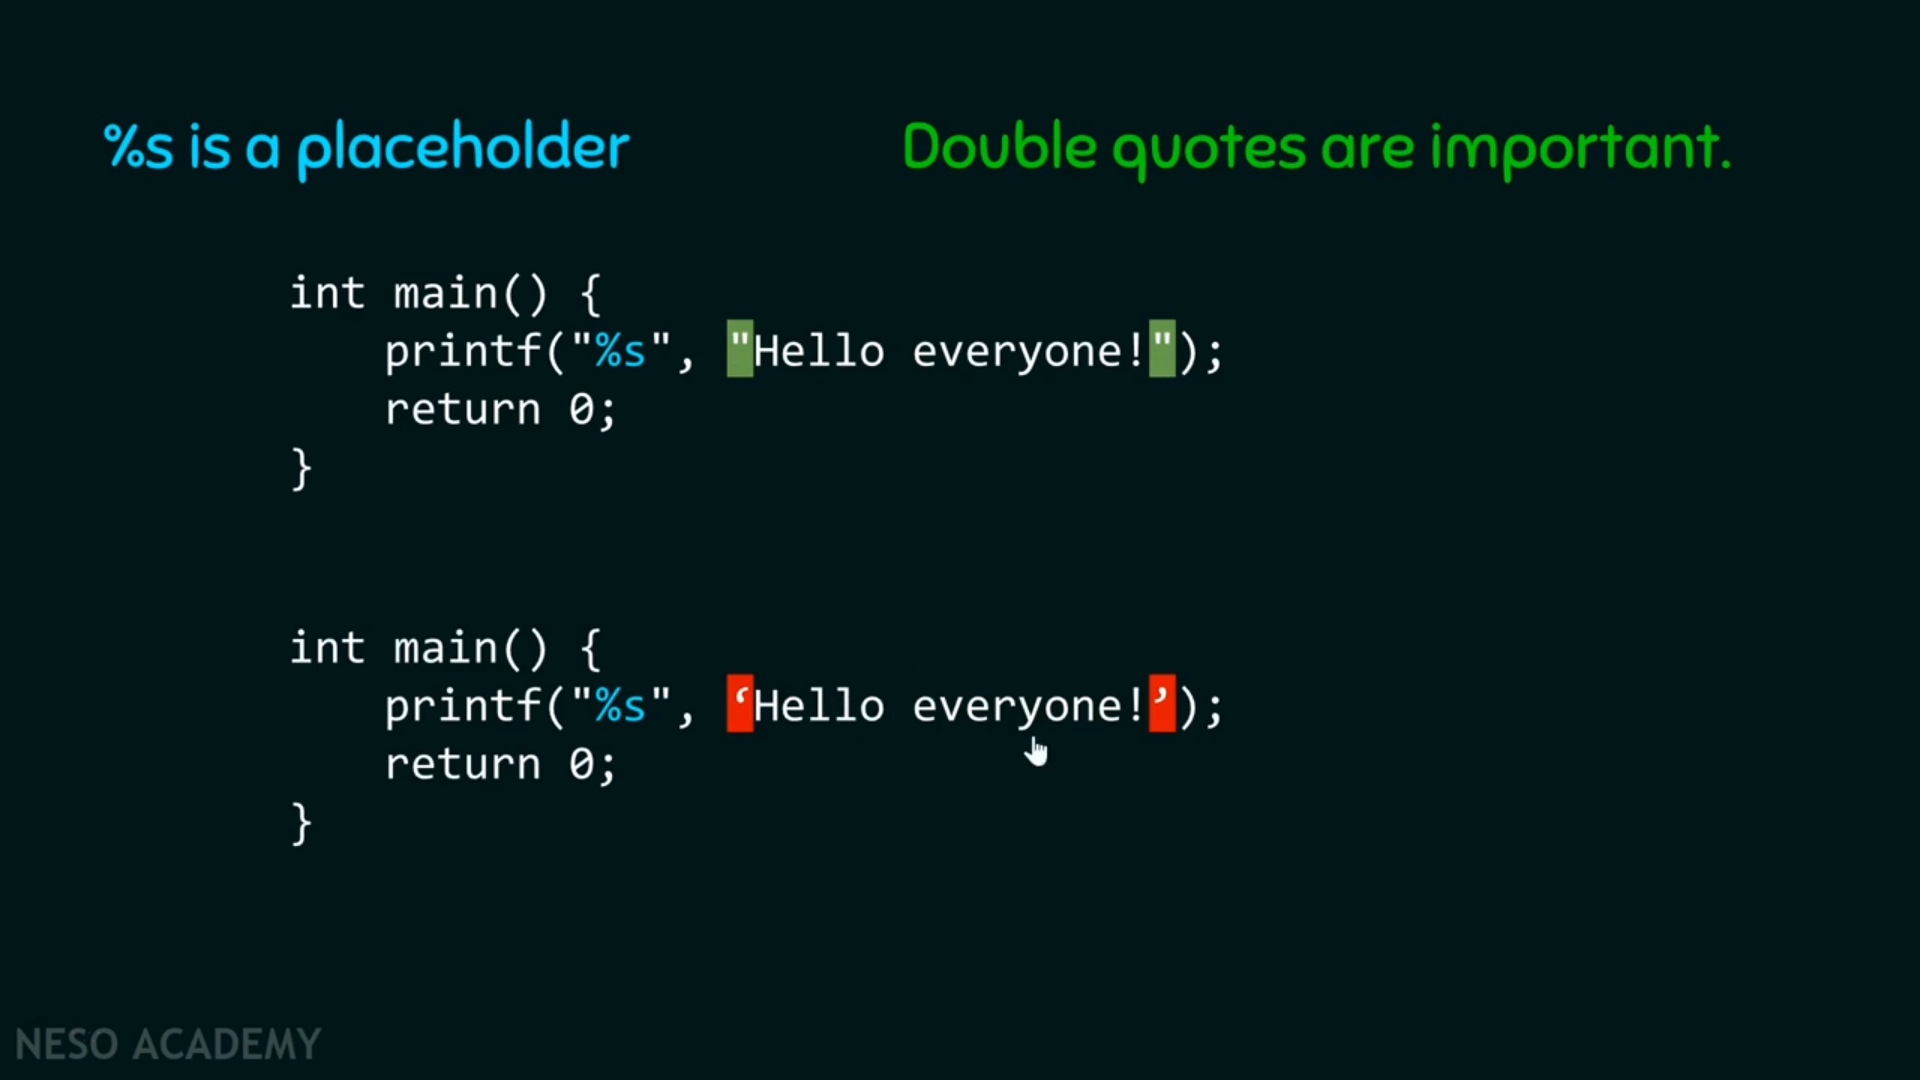 %s is a placeholder
Double quotes are important.
int main() {
printf("%s", "Hello everyone!");
return 0;
}
int main() {
printf("%s", ‘Hello everyone!’);
return 0;
}
NESO ACADEMY